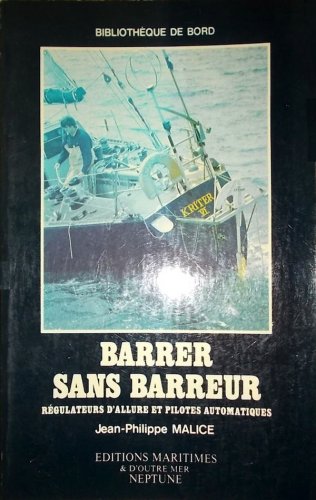 BIBLIOTHÈQUE DE BORD
KRITER
VI
BARRER
SANS BARREUR
RÉGULATEURS D'ALLURE ET PILOTES AUTOMATIQUES
Jean-Philippe MALICE
EDITIONS MARITIMES
& D'OUTRE MER
NEPTUNE